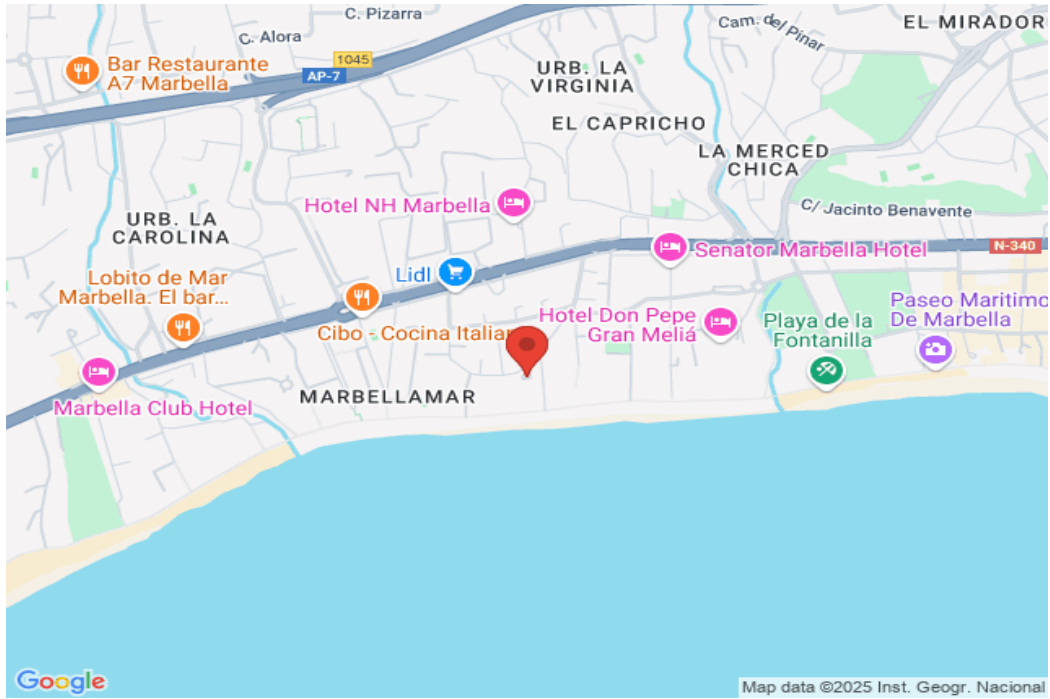 C. Pizarra
EL MIRADOR
Cam. del Pinar
C. Alora
1045
AP-7
Bar Restaurante
A7 Marbella
URB. LA
VIRGINIA
EL CAPRICHO
LA MERCED
CHICA
Hotel NH Marbella
C/ Jacinto Benavente
URB. LA
CAROLINA
Senator Marbella Hotel
N-340
Lidl
Lobito de Mar
Marbella. El bar...
Cibo - Cocina Italian
Hotel Don Pepe
Gran Meliá
Playa de la
Fontanilla
Paseo Maritimo
De Marbella
MARBELLAMAR
Marbella Club Hotel
Google
Map data ©2025 Inst. Geogr. Nacional